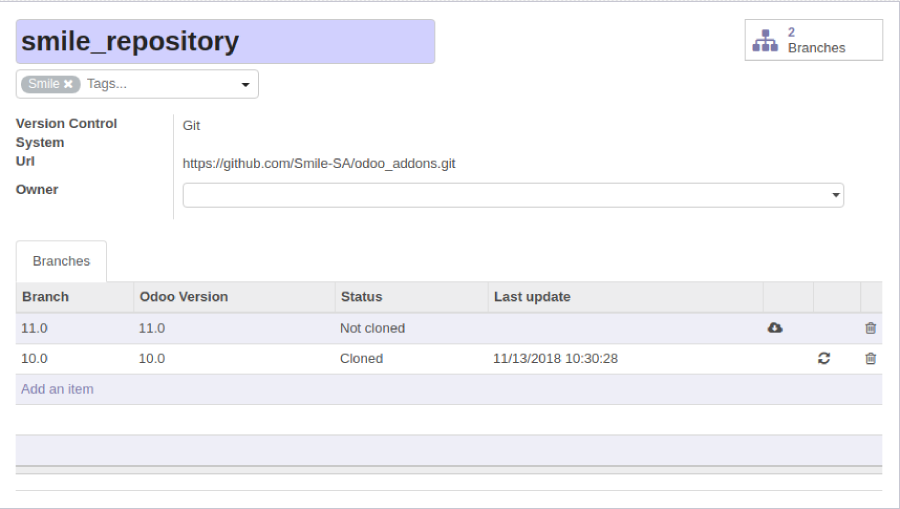 smile_repository
2
Branches
Smile Tags...
Version Control
System
Git
Url
https://github.com/Smile-SA/odoo_addons.git
Owner
Branches
Branch Odoo Version Status Last update
11.0 11.0 Not cloned
10.0 10.0 Cloned 11/13/2018 10:30:28
Add an item